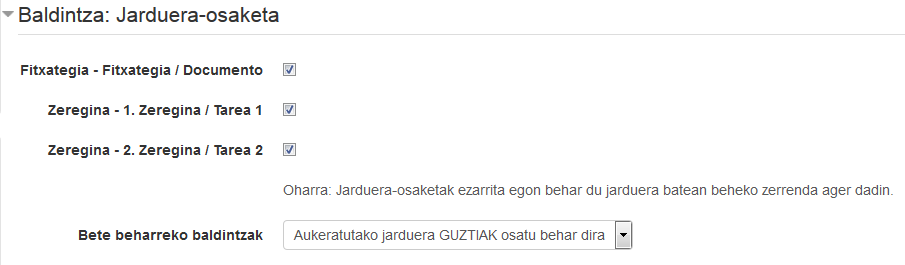 Baldintza: Jarduera-osaketa
Fitxategia - Fitxategia / Documento
Zeregina - 1. Zeregina / Tarea 1
Zeregina - 2. Zeregina / Tarea 2
Oharra: Jarduera-osaketak ezarrita egon behar du jarduera batean beheko zerrenda ager dadin.
Bete beharreko baldintzak Aukeratutako jarduera GUZTIAK osatu behar dira